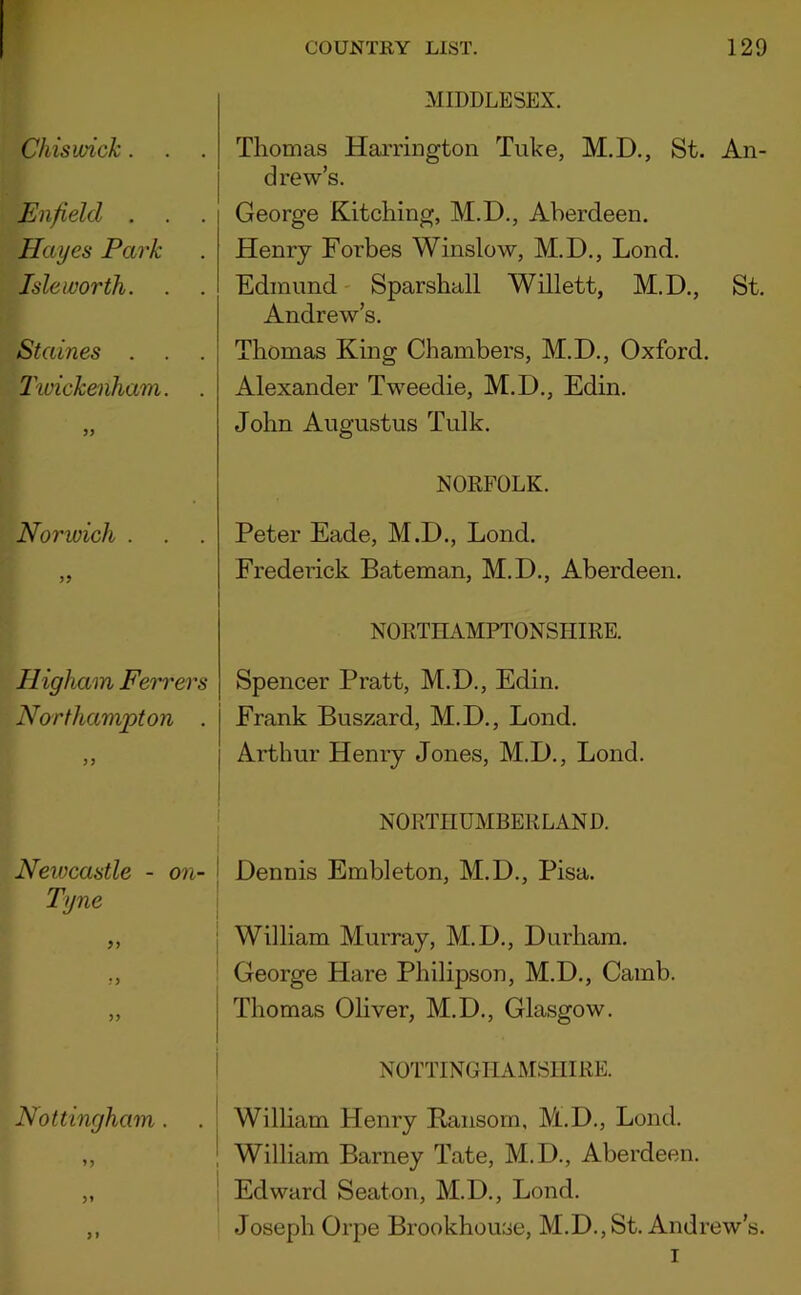 COUNTRY LIST. 129
MIDDLESEX.
Chiswick . . . Thomas Harrington Tuke, M.D., St. An-
drew's.
Enfield . . . George Kitching, M.D., Aberdeen.
Hayes Park . Henry Forbes Winslow, M.D., Lond.
Isleworth. . . Edmund Sparshall Willett, M.D., St.
Andrew's.
Staines . . . Thomas King Chambers, M.D., Oxford.
Twickenham. . Alexander Tweedie, M.D., Edin.
„ John Augustus Tulk.
NORFOLK.
Norwich . . . Peter Eade, M.D., Lond.
„ Frederick Bateman, M.D., Aberdeen.
NORTHAMPTONSHIRE.
Higham Ferrers Spencer Pratt, M.D., Edin.
Northampton . Frank Buszard, M.D., Lond.
„ Arthur Henry Jones, M.D., Lond.
NORTHUMBERLAND.
Newcastle - on- Dennis Embleton, M.D., Pisa.
Tyne
„ William Murray, M.D., Durham.
„ George Hare Philipson, M.D., Camb.
„ Thomas Oliver, M.D., Glasgow.
NOTTINGHAMSHIRE.
Nottingham . . William Henry Ransom, M.D., Lond.
„ William Barney Tate, M.D., Aberdeen.
„ Edward Seaton, M.D., Lond.
„ Joseph Orpe Brookhouse, M.D., St. Andrew's.
I